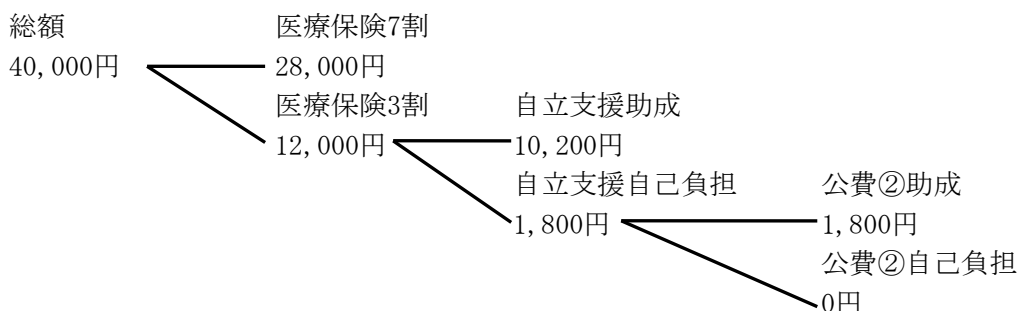 総額 医療保険7割
40,000円 28,000円
医療保険3割 自立支援助成
12,000円 10,200円
自立支援自己負担 公費②助成
1,800円 1,800円
公費②自己負担
0円